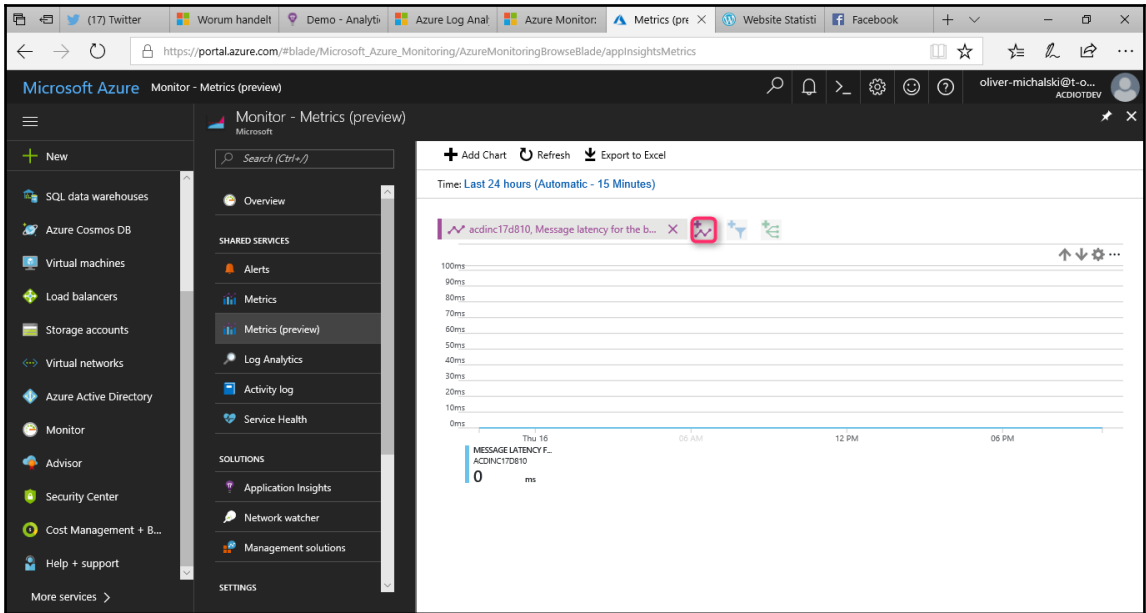 (17) Twitter
Worum handelt
Demo - Analytic
Azure Log Anal
Azure Monitor:
Metrics (pre
Website Statisti
Facebook
https://portal.azure.com/#blade/Microsoft_Azure_Monitoring/AzureMonitoringBrowseBlade/appInsightsMetrics
Microsoft Azure Monitor - Metrics (preview)
oliver-michalski@t-o...
ACDIOTDEV
Monitor - Metrics (preview)
Microsoft
New
SQL data warehouses
Azure Cosmos DB
Virtual machines
Load balancers
Storage accounts
Virtual networks
Azure Active Directory
Monitor
Advisor
Security Center
Cost Management + B...
Help + support
More services >
Search (Ctrl+/)
Overview
SHARED SERVICES
Alerts
Metrics
Metrics (preview)
Log Analytics
Activity log
Service Health
SOLUTIONS
Application Insights
Network watcher
Management solutions
SETTINGS
Add Chart Refresh Export to Excel
Time: Last 24 hours (Automatic - 15 Minutes)
acdinc17d810, Message latency for the b...
100ms
90ms
80ms
70ms
60ms
50ms
40ms
30ms
20ms
10ms
0ms
Thu 16 06 AM 12 PM 06 PM
MESSAGE LATENCY F...
ACDINC17D810
0 ms